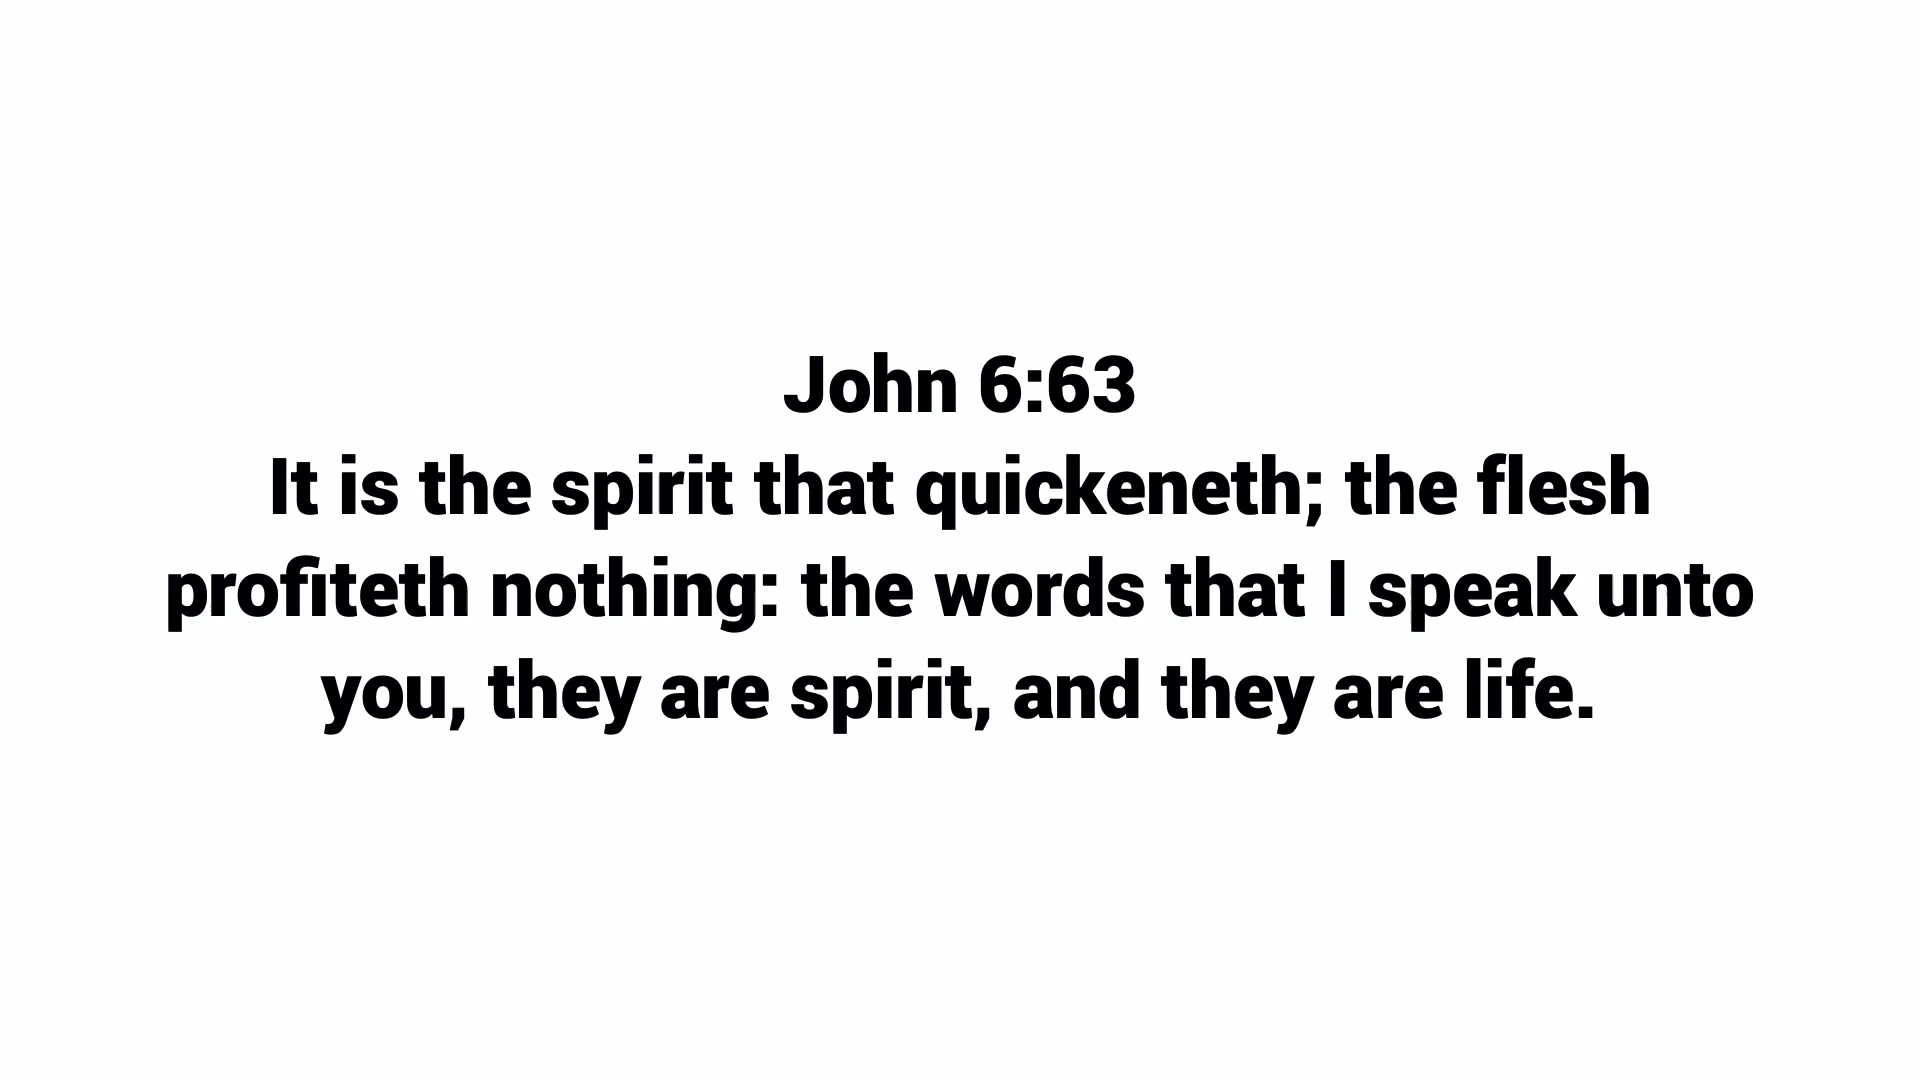 John 6:63
It is the spirit that quickeneth; the flesh
profiteth nothing: the words that I speak unto
you, they are spirit, and they are life.